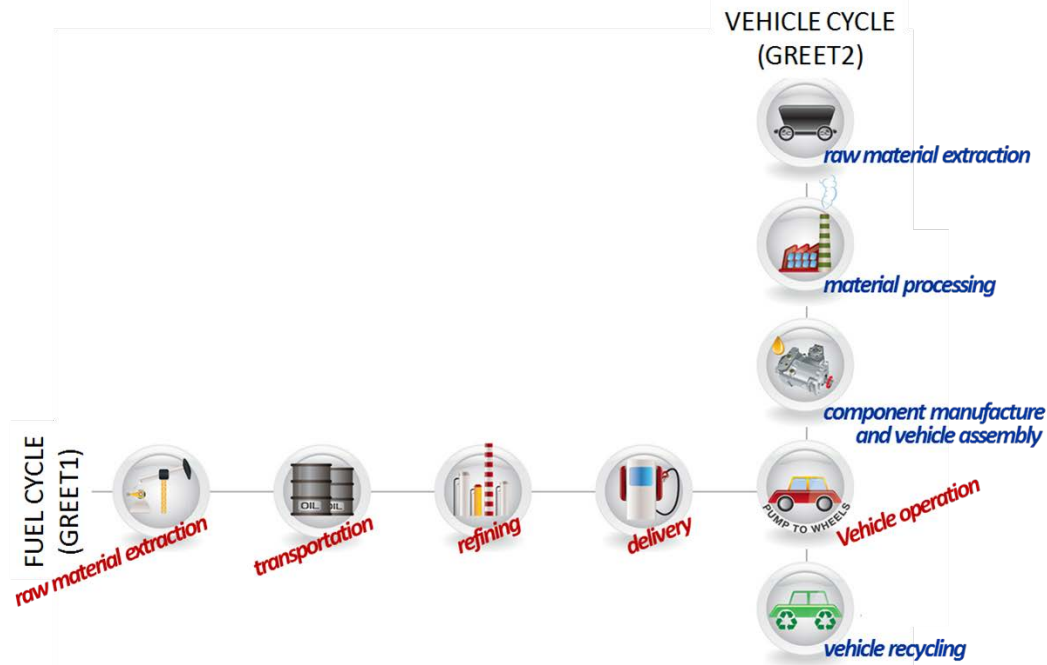 VEHICLE CYCLE
(GREET2)
raw material extraction
material processing
component manufacture
and vehicle assembly
FUEL CYCLE
(GREET1)
raw material extraction
OIL
OIL
transportation
refining
delivery
PUMP TO WHEELS
Vehicle operation
vehicle recycling